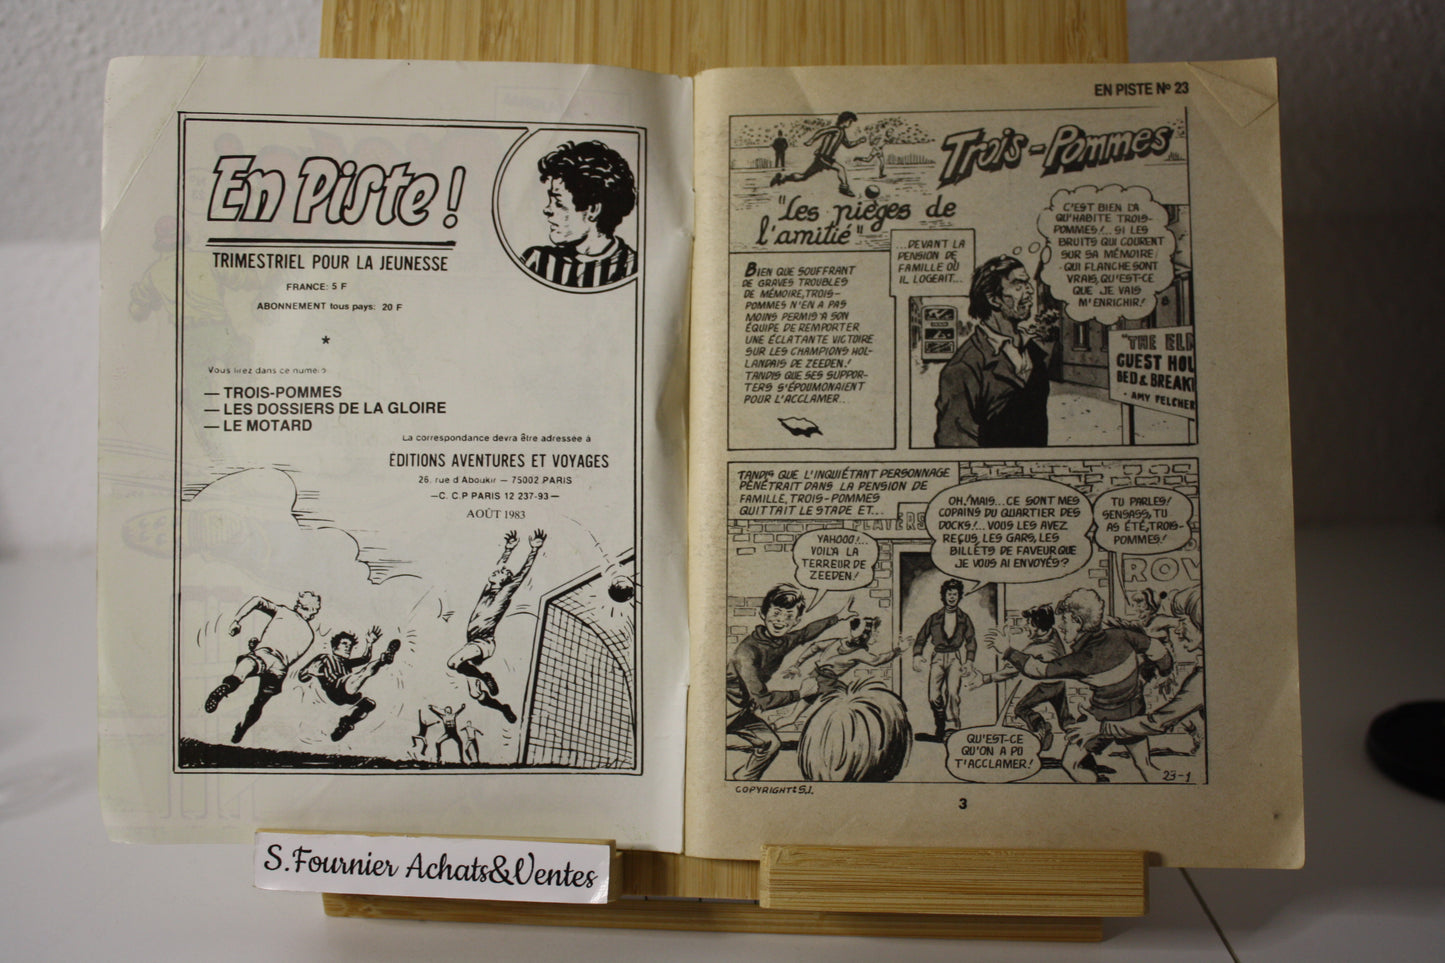 En Piste !
TRIMESTRIEL POUR LA JEUNESSE
FRANCE: 5 F
ABONNEMENT tous pays: 20 F
*
Vous lirez dans ce numéro
— TROIS-POMMES
— LES DOSSIERS DE LA GLOIRE
— LE MOTARD
La correspondance devra être adressée à
EDITIONS AVENTURES ET VOYAGES
26, rue d'Aboukir — 75002 PARIS
—C. C.P PARIS 12 237-93—
AOÛT 1983
EN PISTE Nº 23
Trois-Pommes
"Les pièges de
l'amitié"
BIEN QUE SOUFFRANT
DE GRAVES TROUBLES
DE MÉMOIRE, TROIS-
POMMES N'EN A PAS
MOINS PERMIS A SON
ÉQUIPE DE REMPORTER
UNE ÉCLATANTE VICTOIRE
SUR LES CHAMPIONS HOL-
LANDAIS DE ZEEDEN!
TANDIS QUE SES SUPPOR-
TERS S'ÉPOUMONAIENT
POUR L'ACCLAMER...
...DEVANT LA
PENSION DE
FAMILLE OÙ
IL LOGEAIT...
C'EST BIEN LÀ
QU'HABITE TROIS-
POMMES!... SI LES
BRUITS QUI COURENT
SUR SA MÉMOIRE
QUI FLANCHE SONT
VRAIS, QU'EST-CE
QUE JE VAIS
M'ENRICHIR!
"THE ELM
GUEST HOU
BED & BREAKF
- AMY PELCHER
TANDIS QUE L'INQUIÉTANT PERSONNAGE
PÉNÉTRAIT DANS LA PENSION DE
FAMILLE, TROIS-POMMES
QUITTAIT LE STADE ET...
PLAYERS
YAHOOO!...
VOILÀ LA
TERREUR DE
ZEEDEN!
OH! MAIS... CE SONT MES
COPAINS DU QUARTIER DES
DOCKS!... VOUS LES AVEZ
REÇUS, LES GARS, LES
BILLETS DE FAVEUR QUE
JE VOUS AI ENVOYÉS?
TU PARLES!
SENSASS, TU
AS ÉTÉ, TROIS-
POMMES!
ROV
QU'EST-CE
QU'ON A PU
T'ACCLAMER!
23-1
COPYRIGHT: S.J.
3
S.Fournier Achats&Ventes